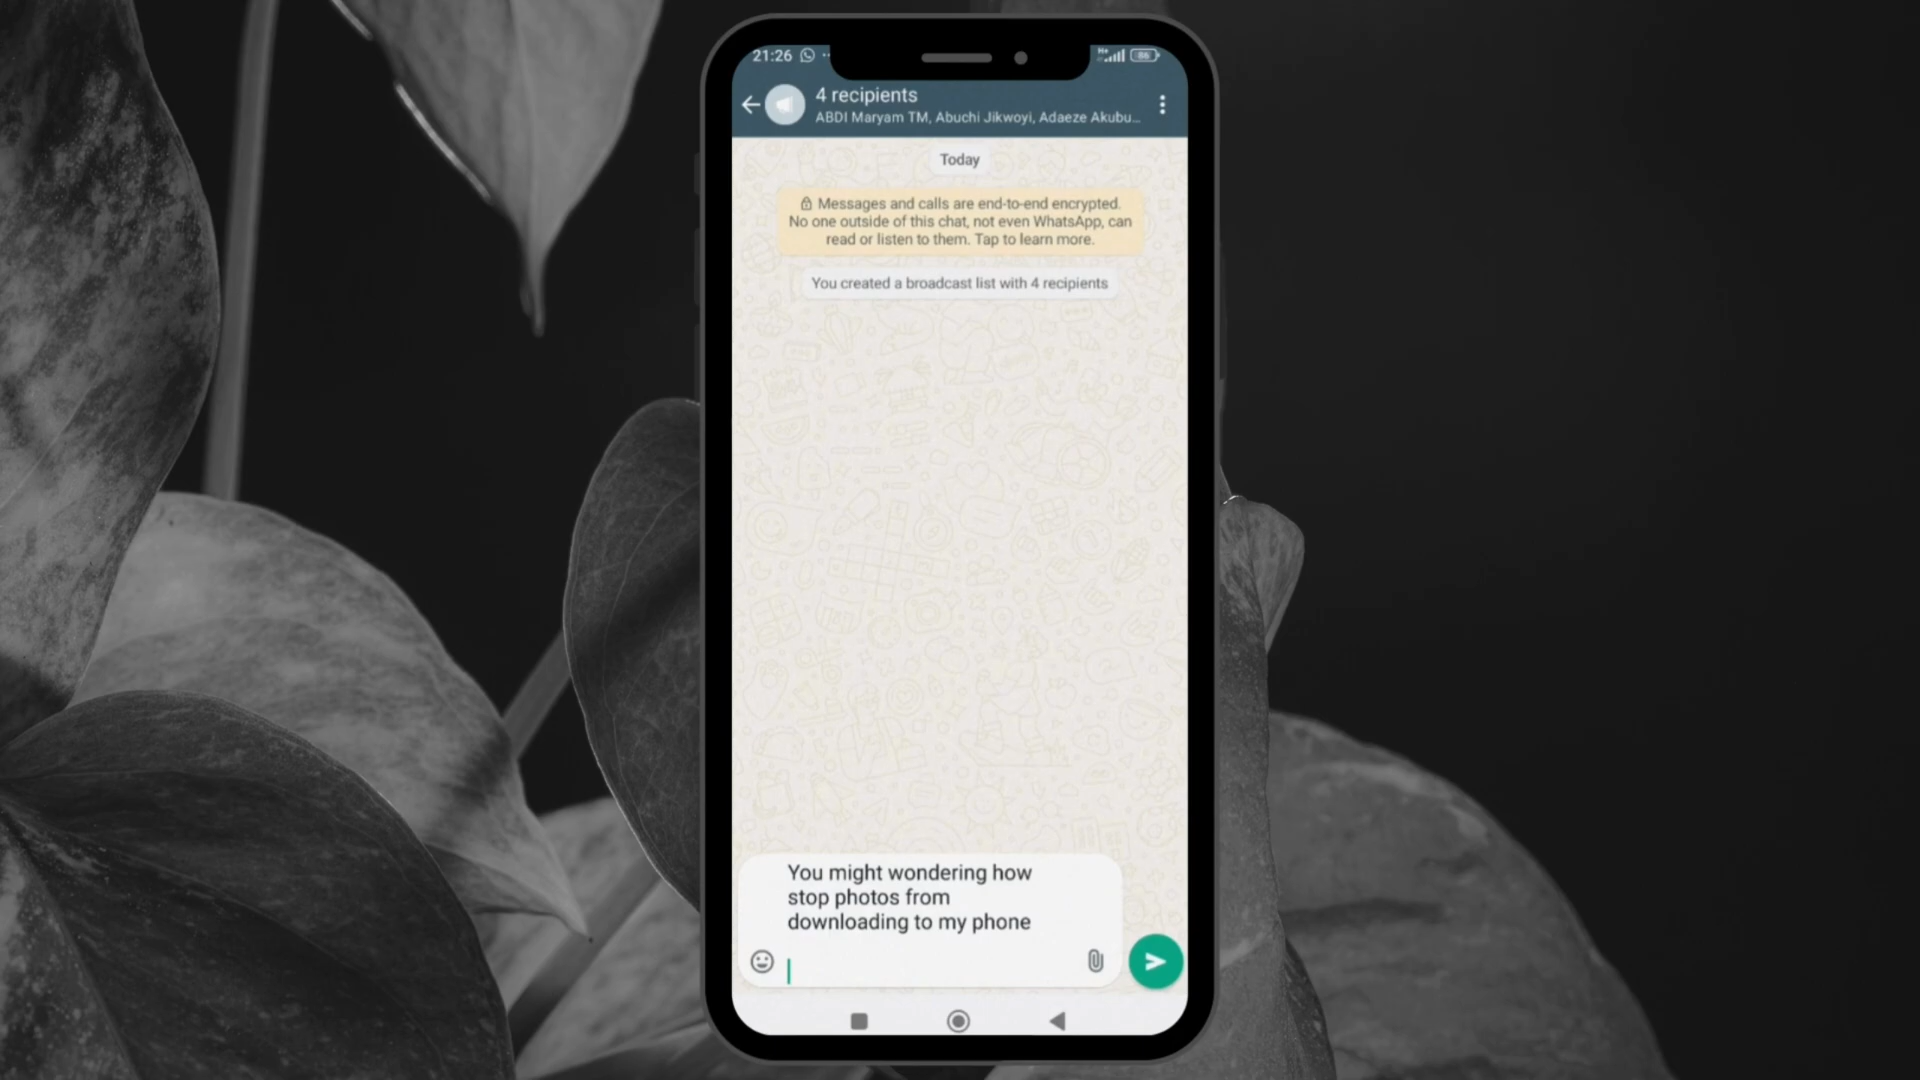 21:26
H+
86
4 recipients
ABDI Maryam TM, Abuchi Jikwoyi, Adaeze Akubu...
Today
Messages and calls are end-to-end encrypted.
No one outside of this chat, not even WhatsApp, can
read or listen to them. Tap to learn more.
You created a broadcast list with 4 recipients
You might wondering how
stop photos from
downloading to my phone